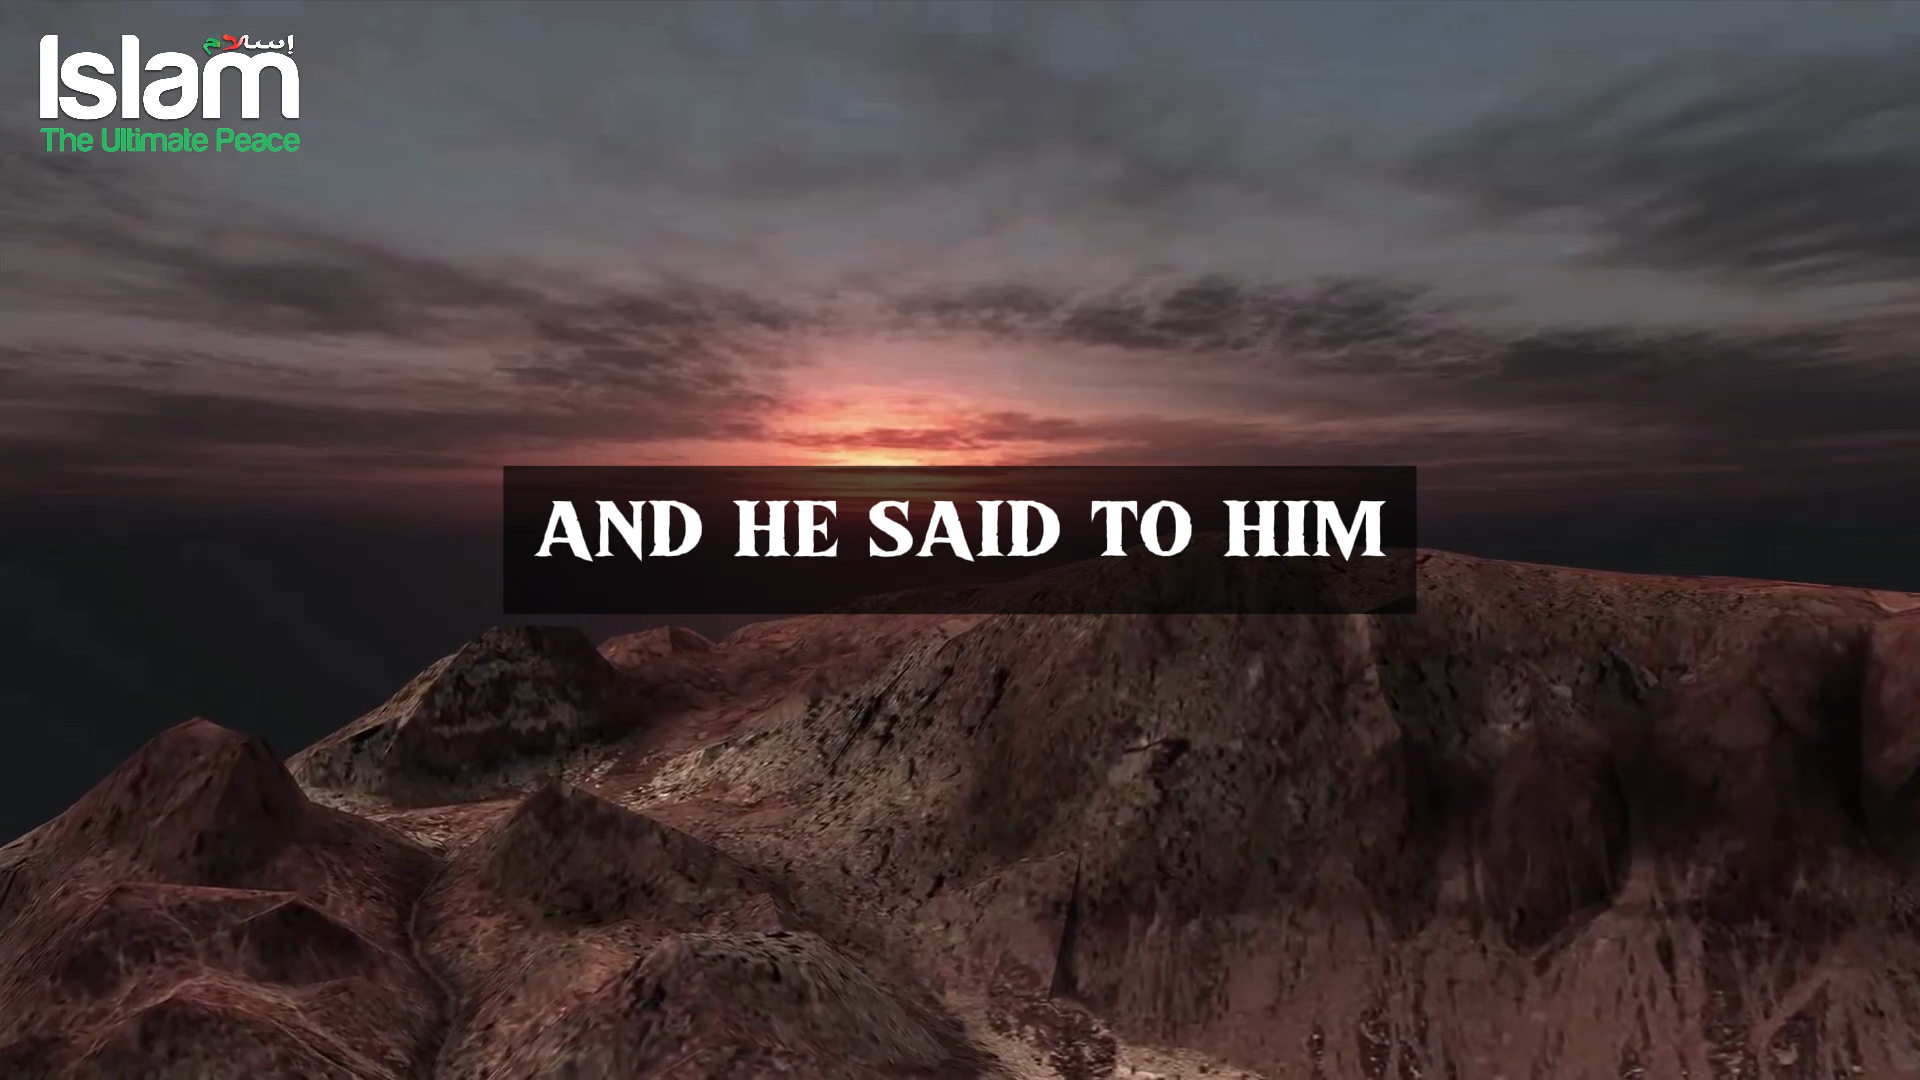 إسلام
Islam
The Ultimate Peace
AND HE SAID TO HIM